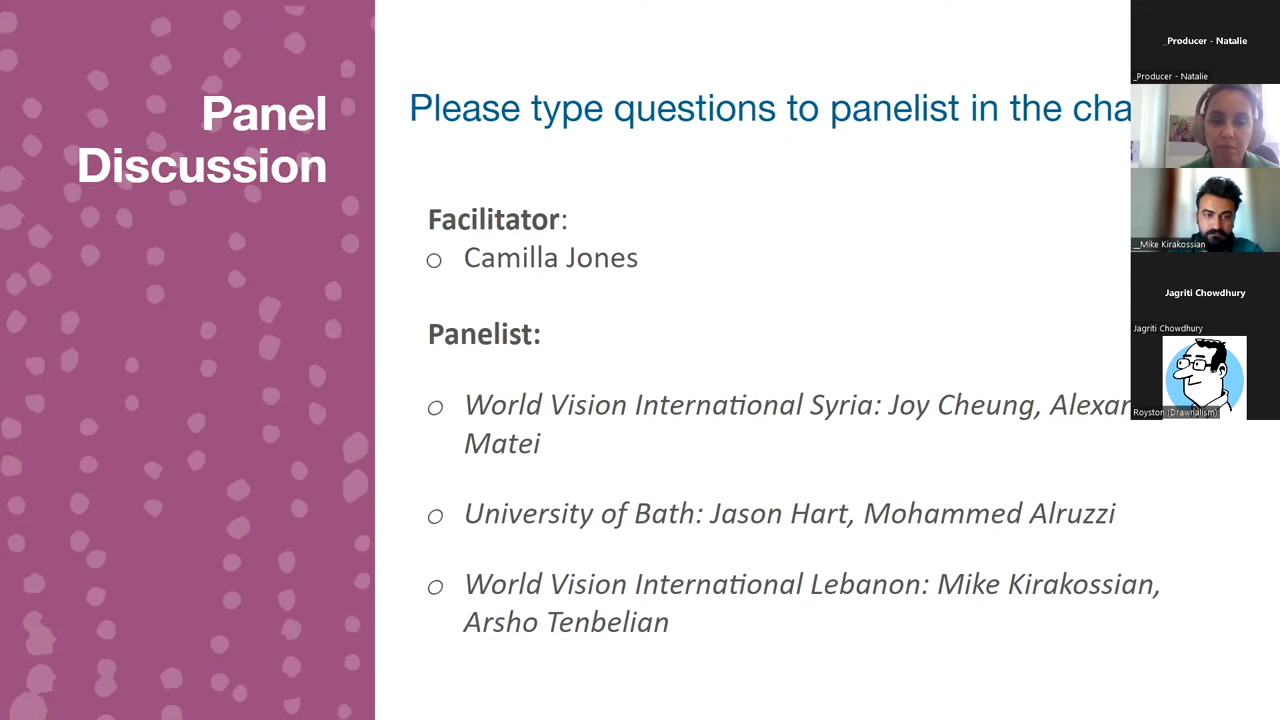 Panel
Discussion
Please type questions to panelist in the cha
Facilitator:
Camilla Jones
Panelist:
World Vision International Syria: Joy Cheung, Alexar
Matei
University of Bath: Jason Hart, Mohammed Alruzzi
World Vision International Lebanon: Mike Kirakossian,
Arsho Tenbelian
_Producer - Natalie
_Producer - Natalie
__Mike Kirakossian
Jagriti Chowdhury
Jagriti Chowdhury
Royston (Drawnalism)